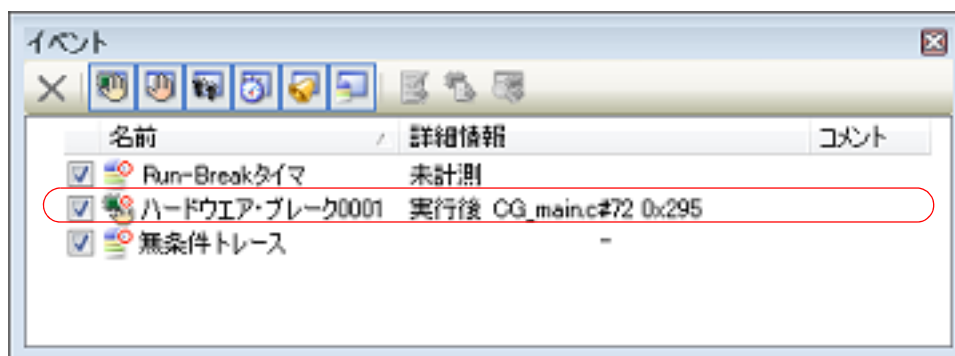 イベント
名前 詳細情報 コメント
Run-Breakタイマ 未計測
ハードウエア・ブレーク0001 実行後 CG_main.c#72 0x295
無条件トレース -